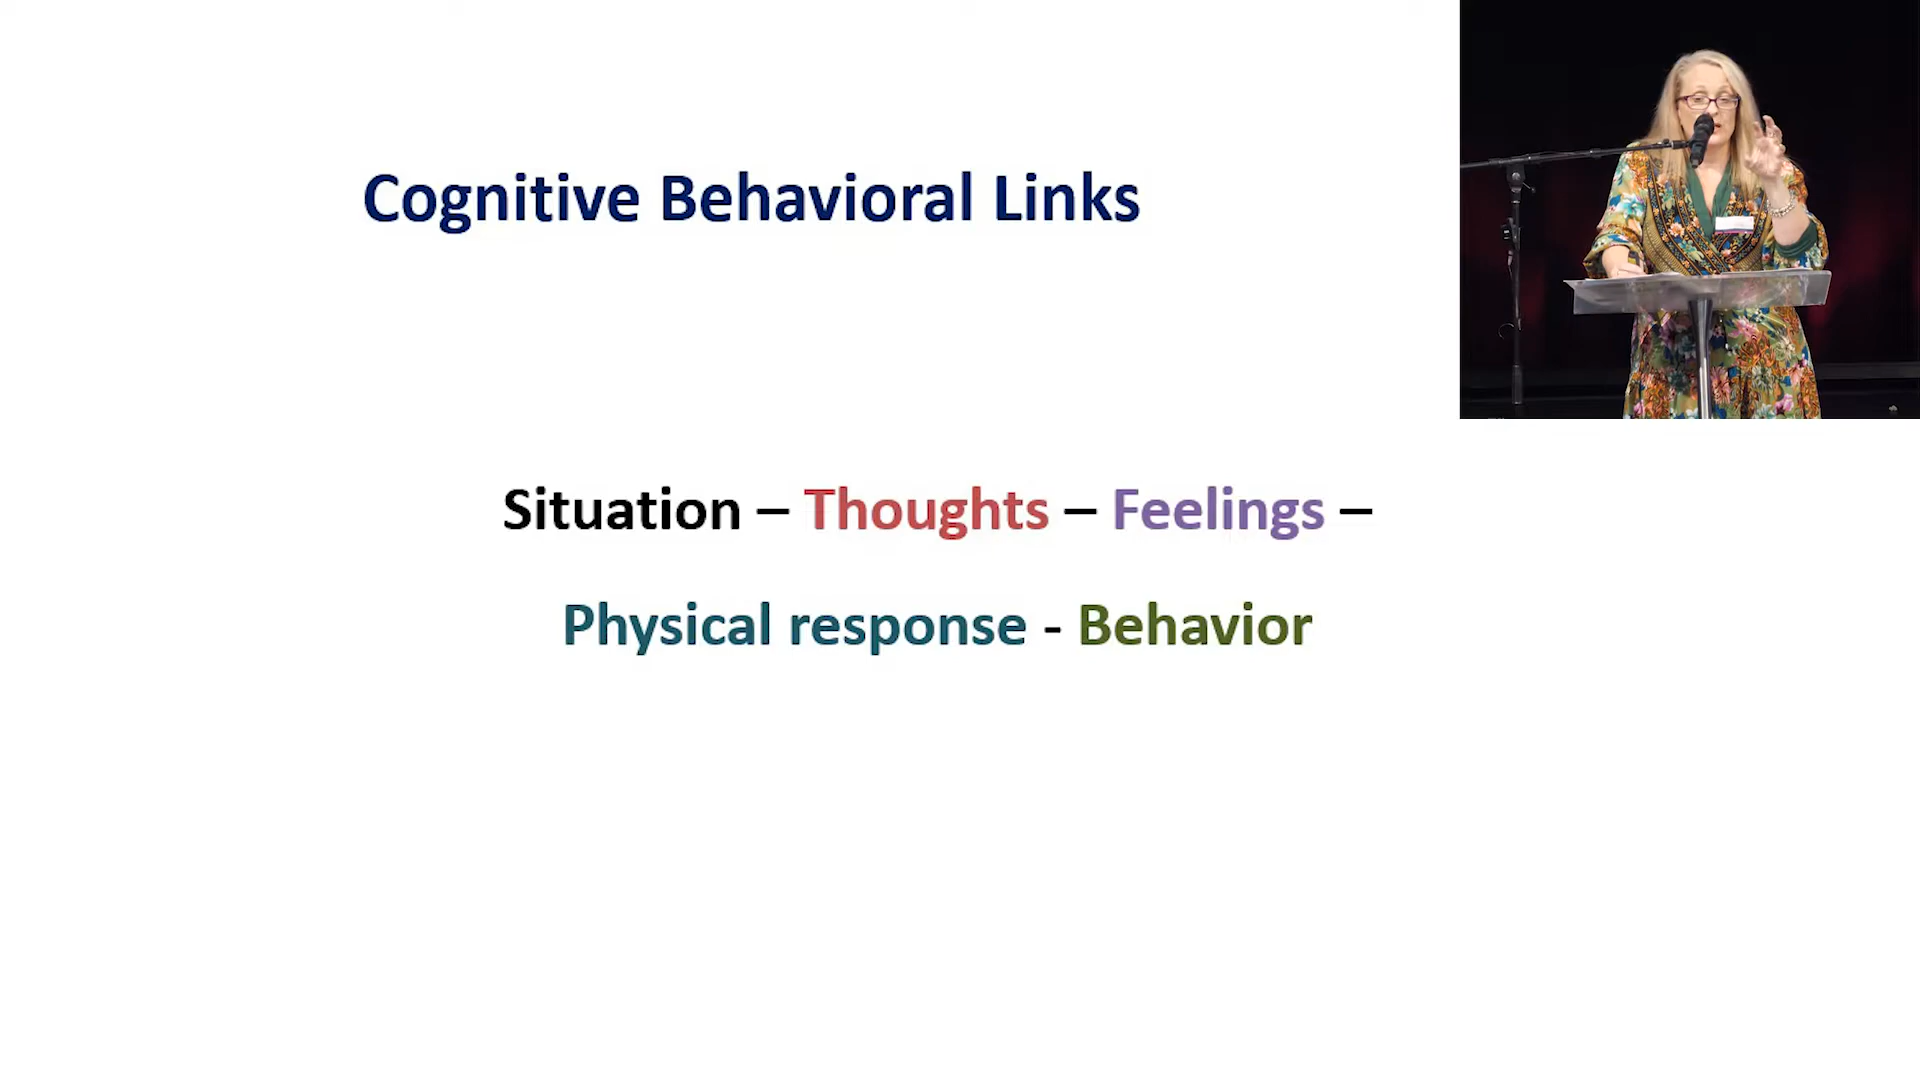 Cognitive Behavioral Links
Situation – Thoughts – Feelings –
Physical response - Behavior